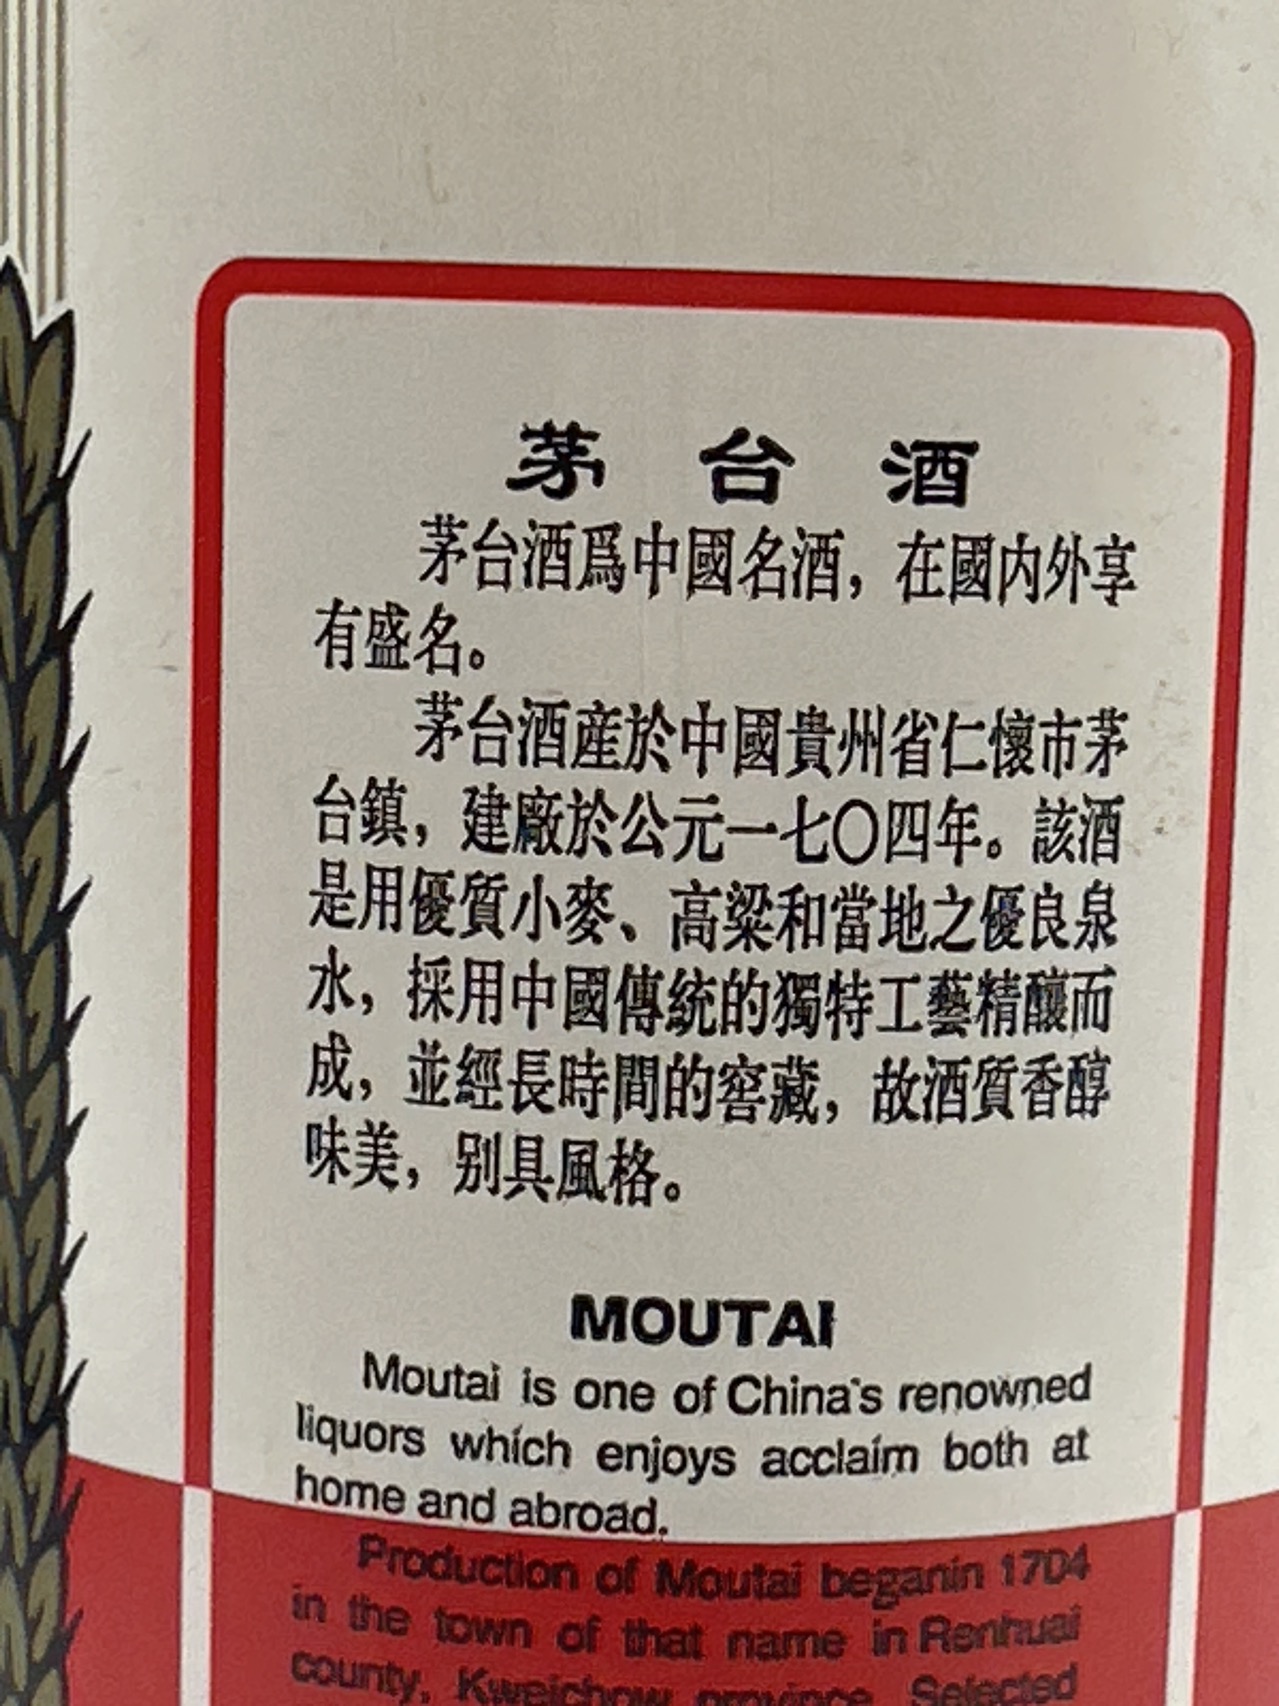 茅台酒
茅台酒爲中國名酒，在國内外享
有盛名。
茅台酒産於中國貴州省仁懷市茅
台鎮，建廠於公元一七〇四年。該酒
是用優質小麥、高粱和當地之優良泉
水，採用中國傳統的獨特工藝精釀而
成，並經長時間的窖藏，故酒質香醇
味美，别具風格。
MOUTAI
Moutai is one of China's renowned
liquors which enjoys acclaim both at
home and abroad.
Production of Moutai beganin 1704
in the town of that name in Renhuai
county, Kweichow province. Selected